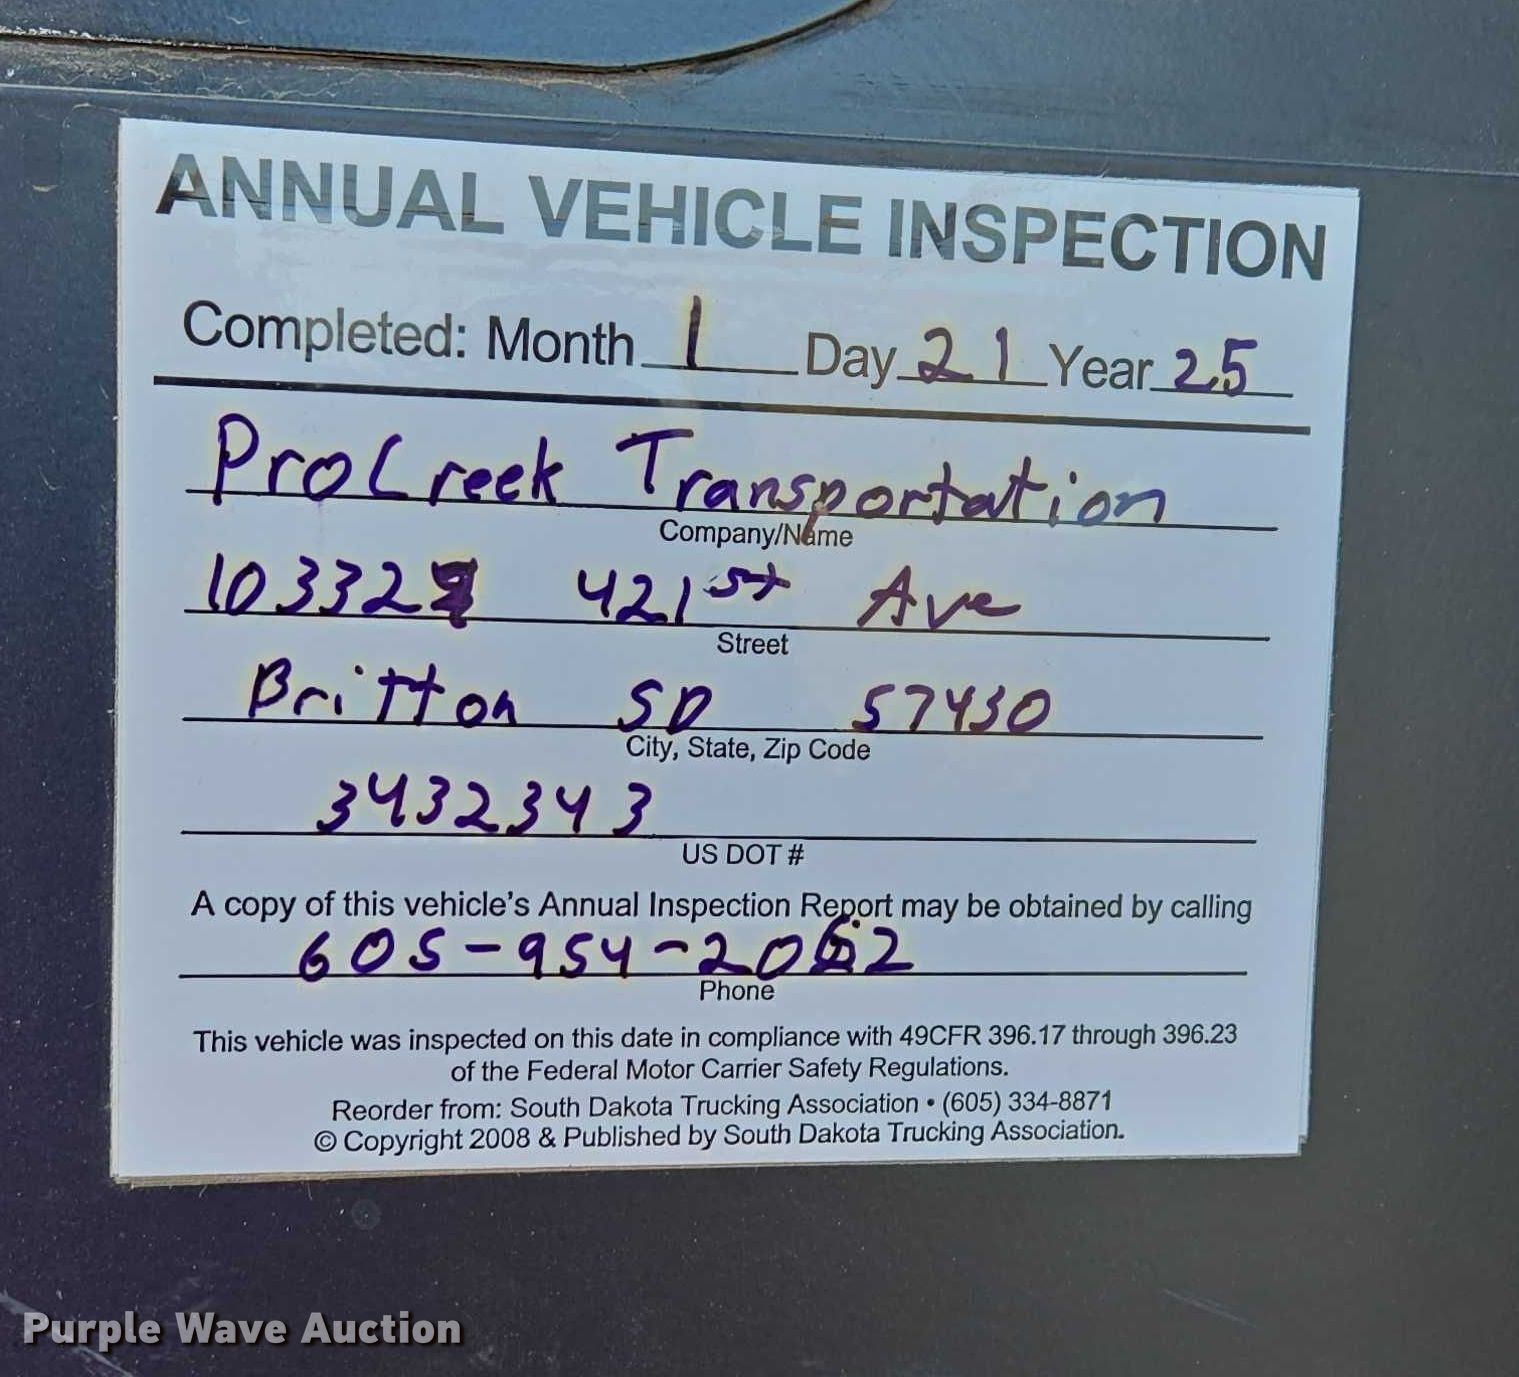 ANNUAL VEHICLE INSPECTION
Completed: Month 1 Day 21 Year 25
ProCreek Transportation
Company/Name
421st Ave
Street
Britton SD 57430
City, State, Zip Code
3432343
US DOT #
A copy of this vehicle's Annual Inspection Report may be obtained by calling
605-954-2062
Phone
This vehicle was inspected on this date in compliance with 49CFR 396.17 through 396.23
of the Federal Motor Carrier Safety Regulations.
Reorder from: South Dakota Trucking Association • (605) 334-8871
© Copyright 2008 & Published by South Dakota Trucking Association.
Purple Wave Auction